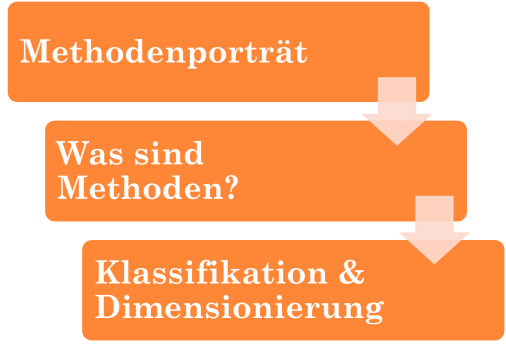 Methodenporträt
Was sind
Methoden?
Klassifikation &
Dimensionierung